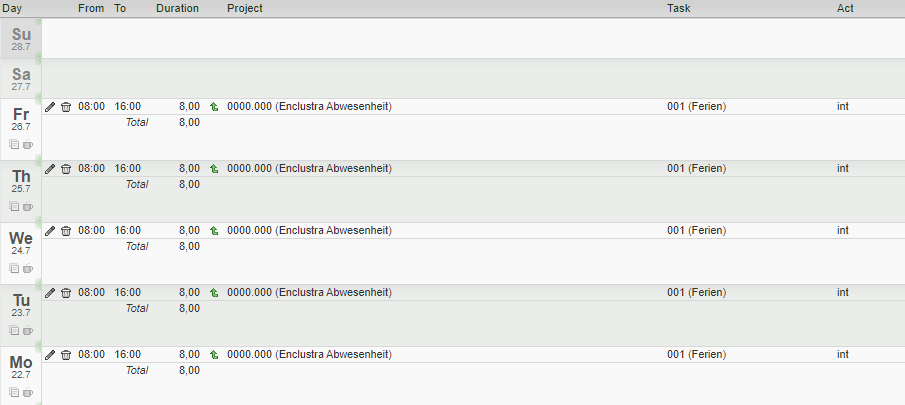 Day From To Duration Project Task Act
Su
28.7
Sa
27.7
Fr 08:00 16:00 8,00 0000.000 (Enclustra Abwesenheit) 001 (Ferien) int
26.7 Total 8,00
Th 08:00 16:00 8,00 0000.000 (Enclustra Abwesenheit) 001 (Ferien) int
25.7 Total 8,00
We 08:00 16:00 8,00 0000.000 (Enclustra Abwesenheit) 001 (Ferien) int
24.7 Total 8,00
Tu 08:00 16:00 8,00 0000.000 (Enclustra Abwesenheit) 001 (Ferien) int
23.7 Total 8,00
Mo 08:00 16:00 8,00 0000.000 (Enclustra Abwesenheit) 001 (Ferien) int
22.7 Total 8,00